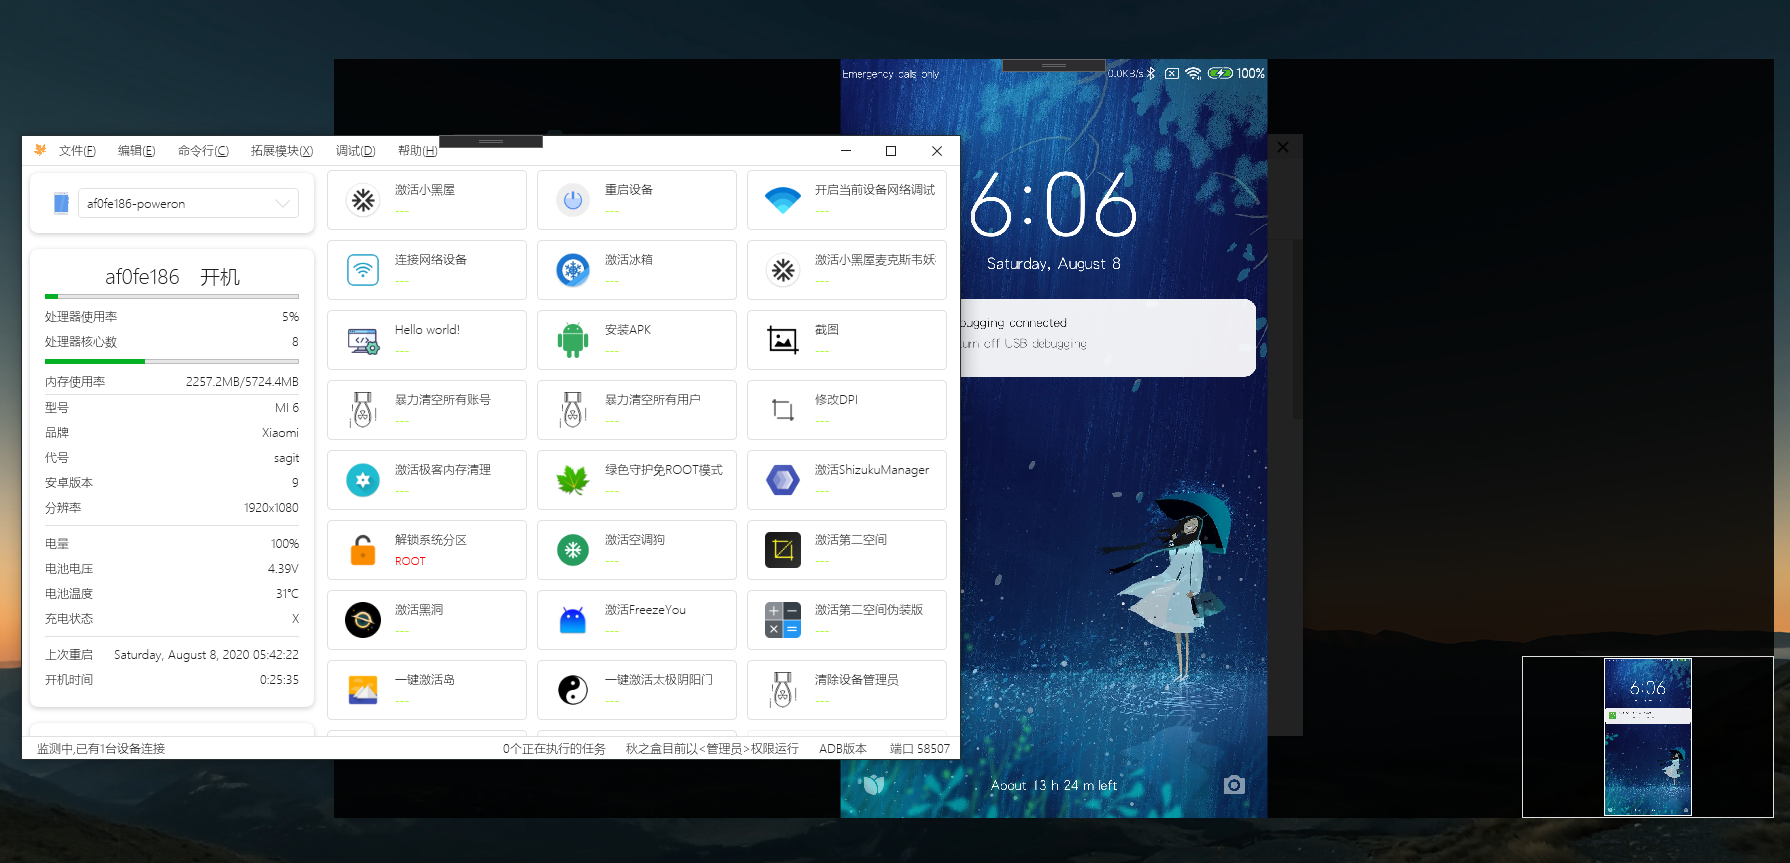 Emergency calls only
0.0KB/s
100%
文件(F) 编辑(E) 命令行(C) 拓展模块(X) 调试(D) 帮助(H)
af0fe186-poweron
af0fe186 开机
处理器使用率 5%
处理器核心数 8
内存使用率 2257.2MB/5724.4MB
型号 MI 6
品牌 Xiaomi
代号 sagit
安卓版本 9
分辨率 1920x1080
电量 100%
电池电压 4.39V
电池温度 31℃
充电状态 X
上次重启 Saturday, August 8, 2020 05:42:22
开机时间 0:25:35
激活小黑屋
---
重启设备
---
开启当前设备网络调试
---
连接网络设备
---
激活冰箱
---
激活小黑屋麦克斯韦妖
---
Hello world!
---
安装APK
---
截图
---
暴力清空所有账号
---
暴力清空所有用户
---
修改DPI
---
激活极客内存清理
---
绿色守护免ROOT模式
---
激活ShizukuManager
---
解锁系统分区
ROOT
激活空调狗
---
激活第二空间
---
激活黑洞
---
激活FreezeYou
---
激活第二空间伪装版
---
一键激活岛
---
一键激活太极阴阳门
---
清除设备管理员
---
监测中,已有1台设备连接
0个正在执行的任务 秋之盒目前以<管理员>权限运行 ADB版本 端口 58507
6:06
Saturday, August 8
bugging connected
turn off USB debugging
About 13 h 24 m left
6:06